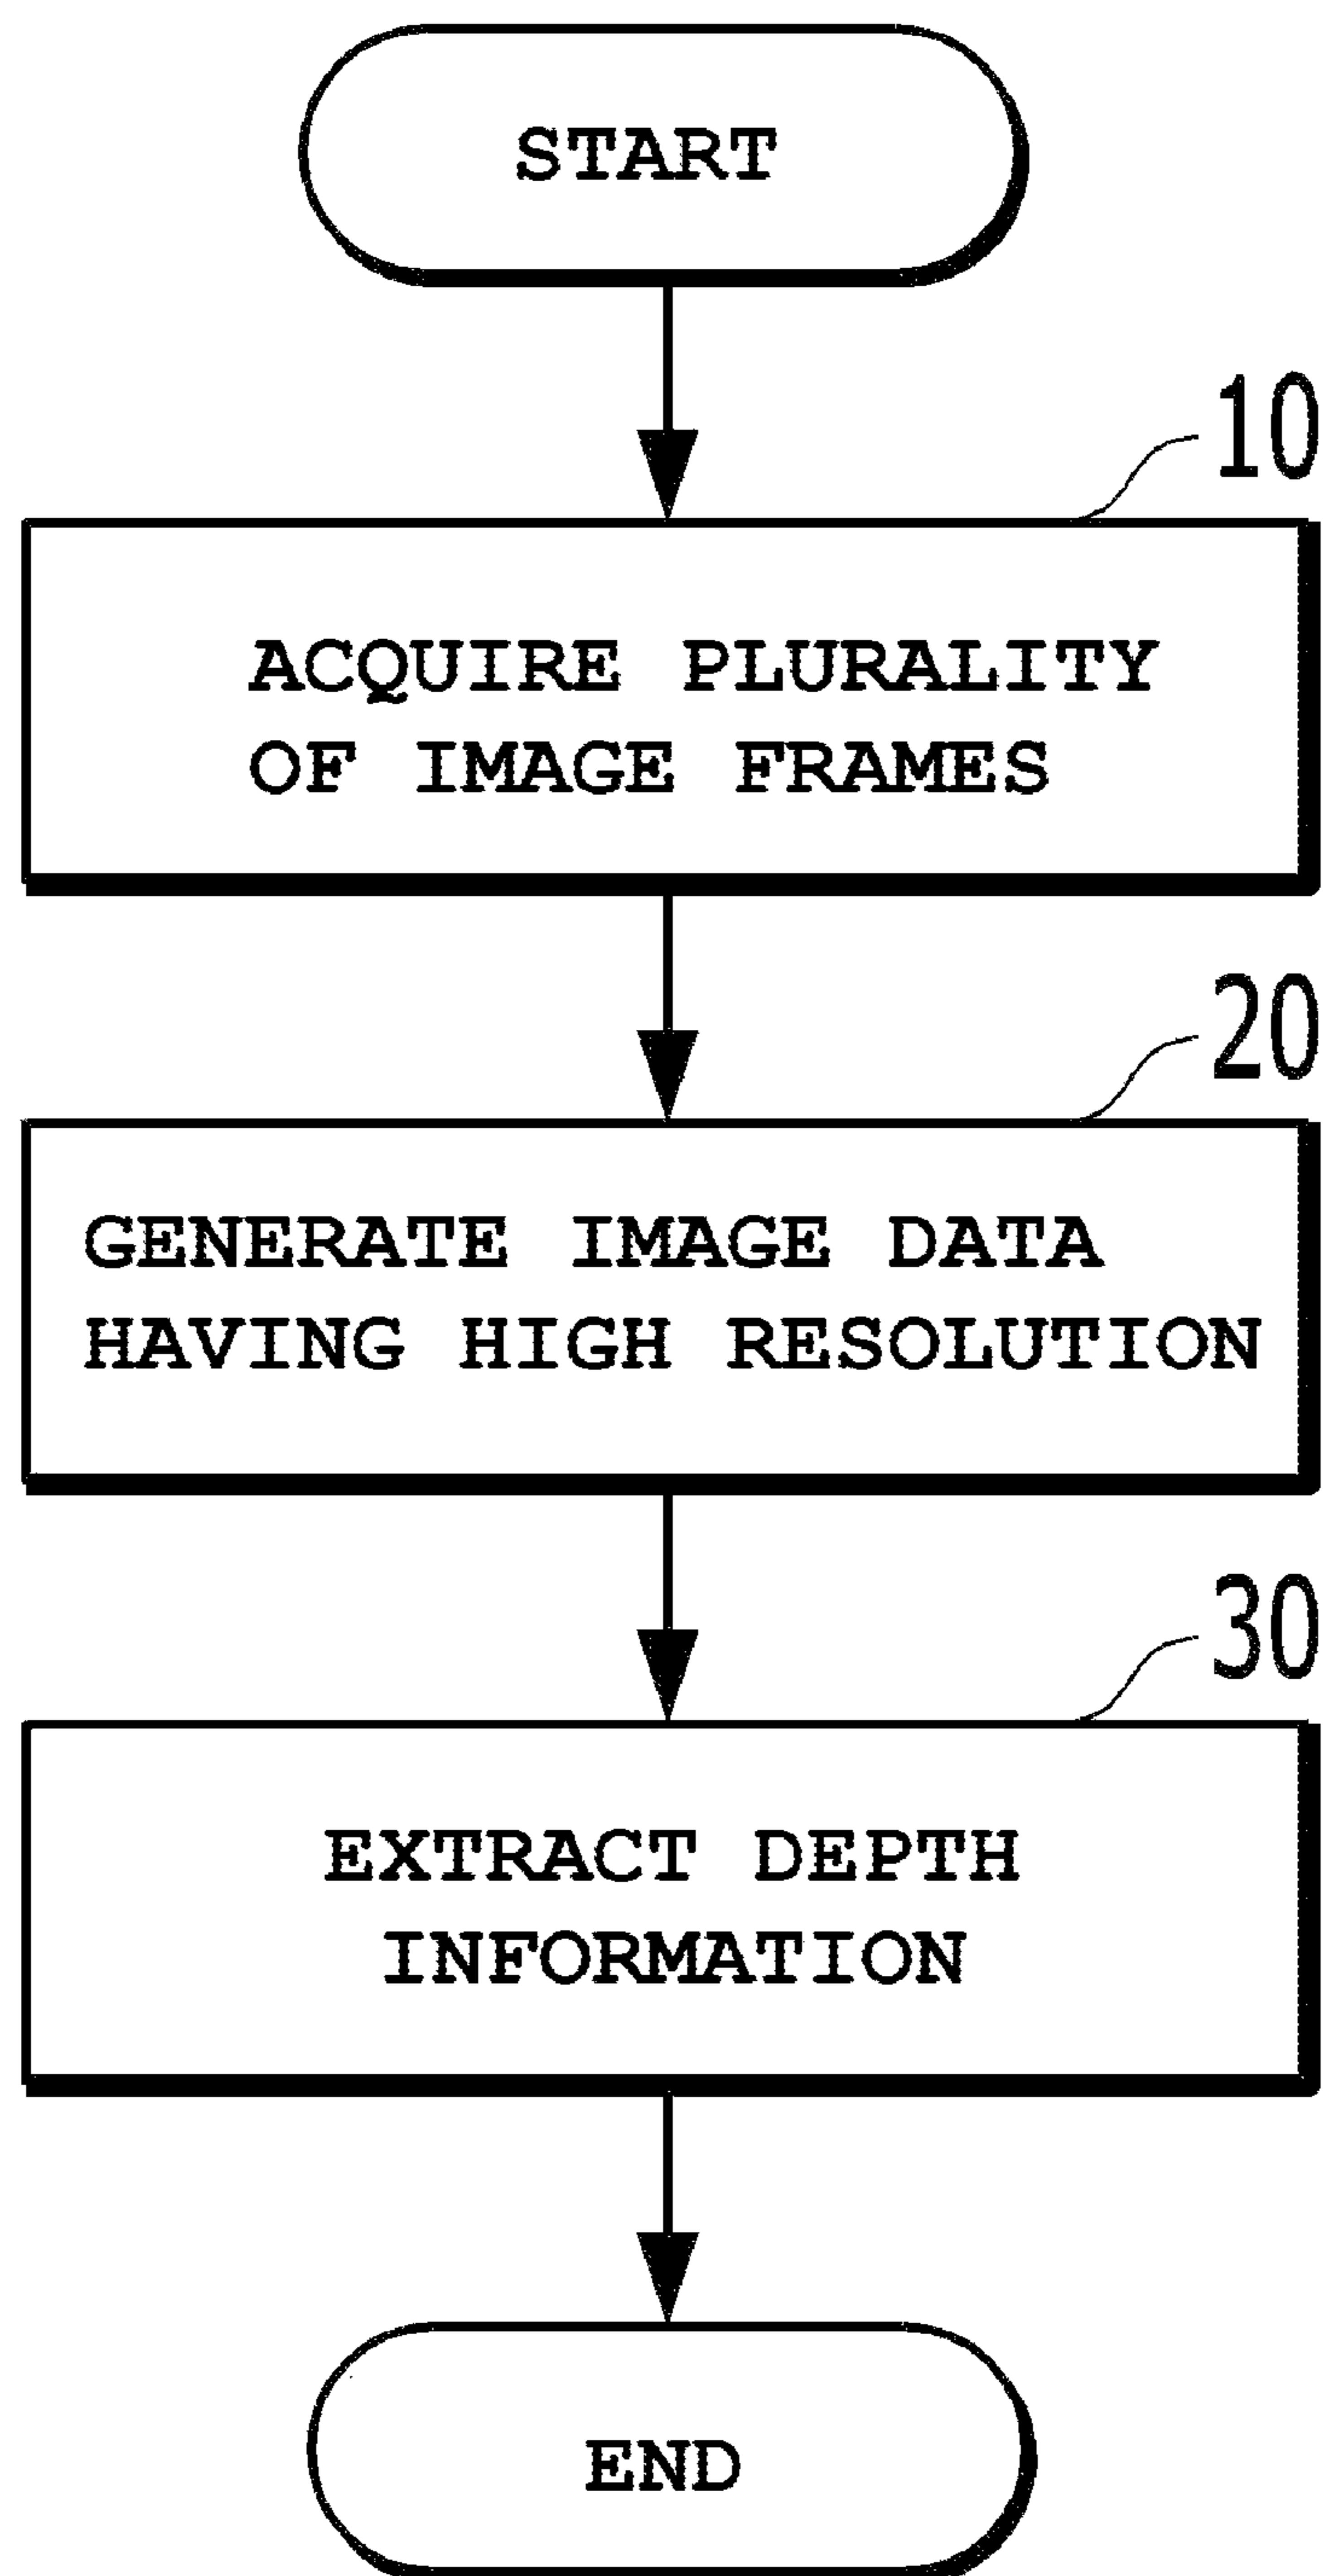 START
10
ACQUIRE PLURALITY
OF IMAGE FRAMES
20
GENERATE IMAGE DATA
HAVING HIGH RESOLUTION
30
EXTRACT DEPTH
INFORMATION
END